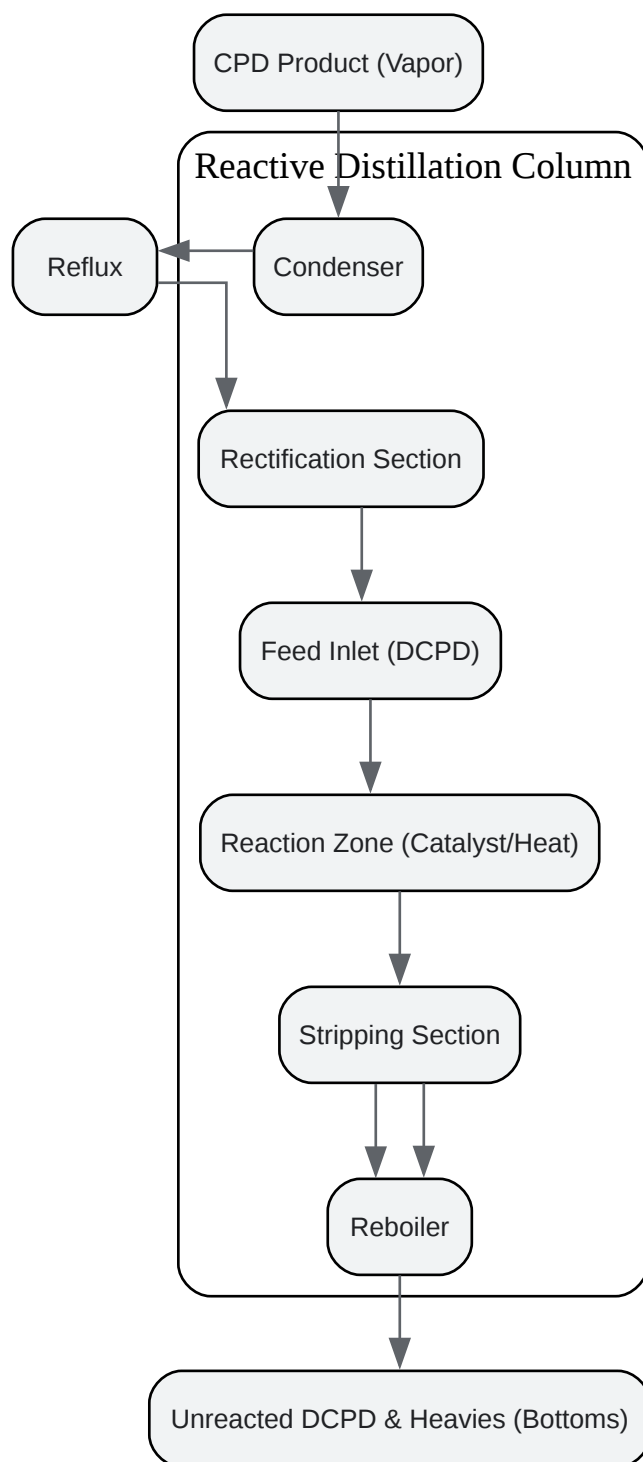 CPD Product (Vapor)
Reactive Distillation Column
Reflux
Condenser
Rectification Section
Feed Inlet (DCPD)
Reaction Zone (Catalyst/Heat)
Stripping Section
Reboiler
Unreacted DCPD & Heavies (Bottoms)